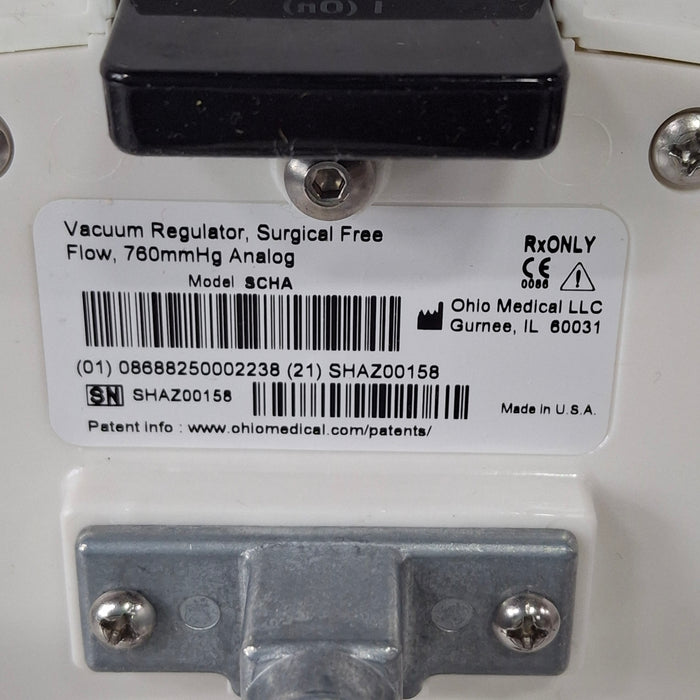 I (On)
Vacuum Regulator, Surgical Free
Flow, 760mmHg Analog
Model SCHA
RxONLY
CE
0086
Ohio Medical LLC
Gurnee, IL 60031
(01) 08688250002238 (21) SHAZ00158
SN SHAZ00158
Made in U.S.A.
Patent info : www.ohiomedical.com/patents/